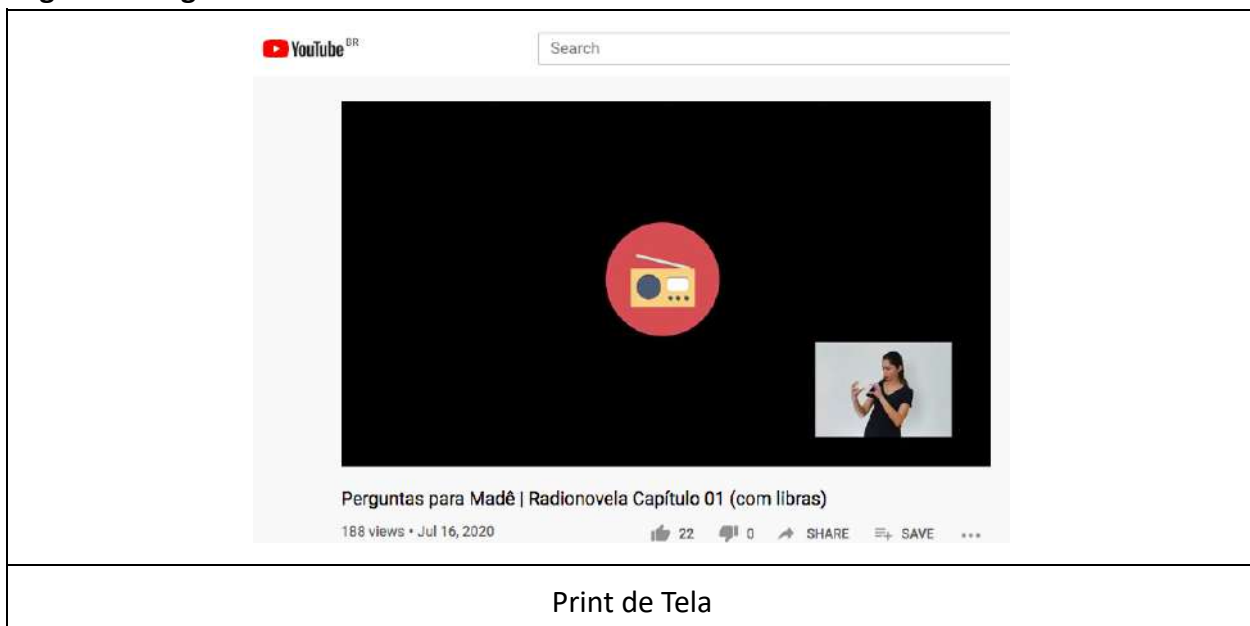 YouTube BR
Search
Perguntas para Madê | Radionovela Capítulo 01 (com libras)
188 views • Jul 16, 2020
22 0 SHARE SAVE ...
Print de Tela